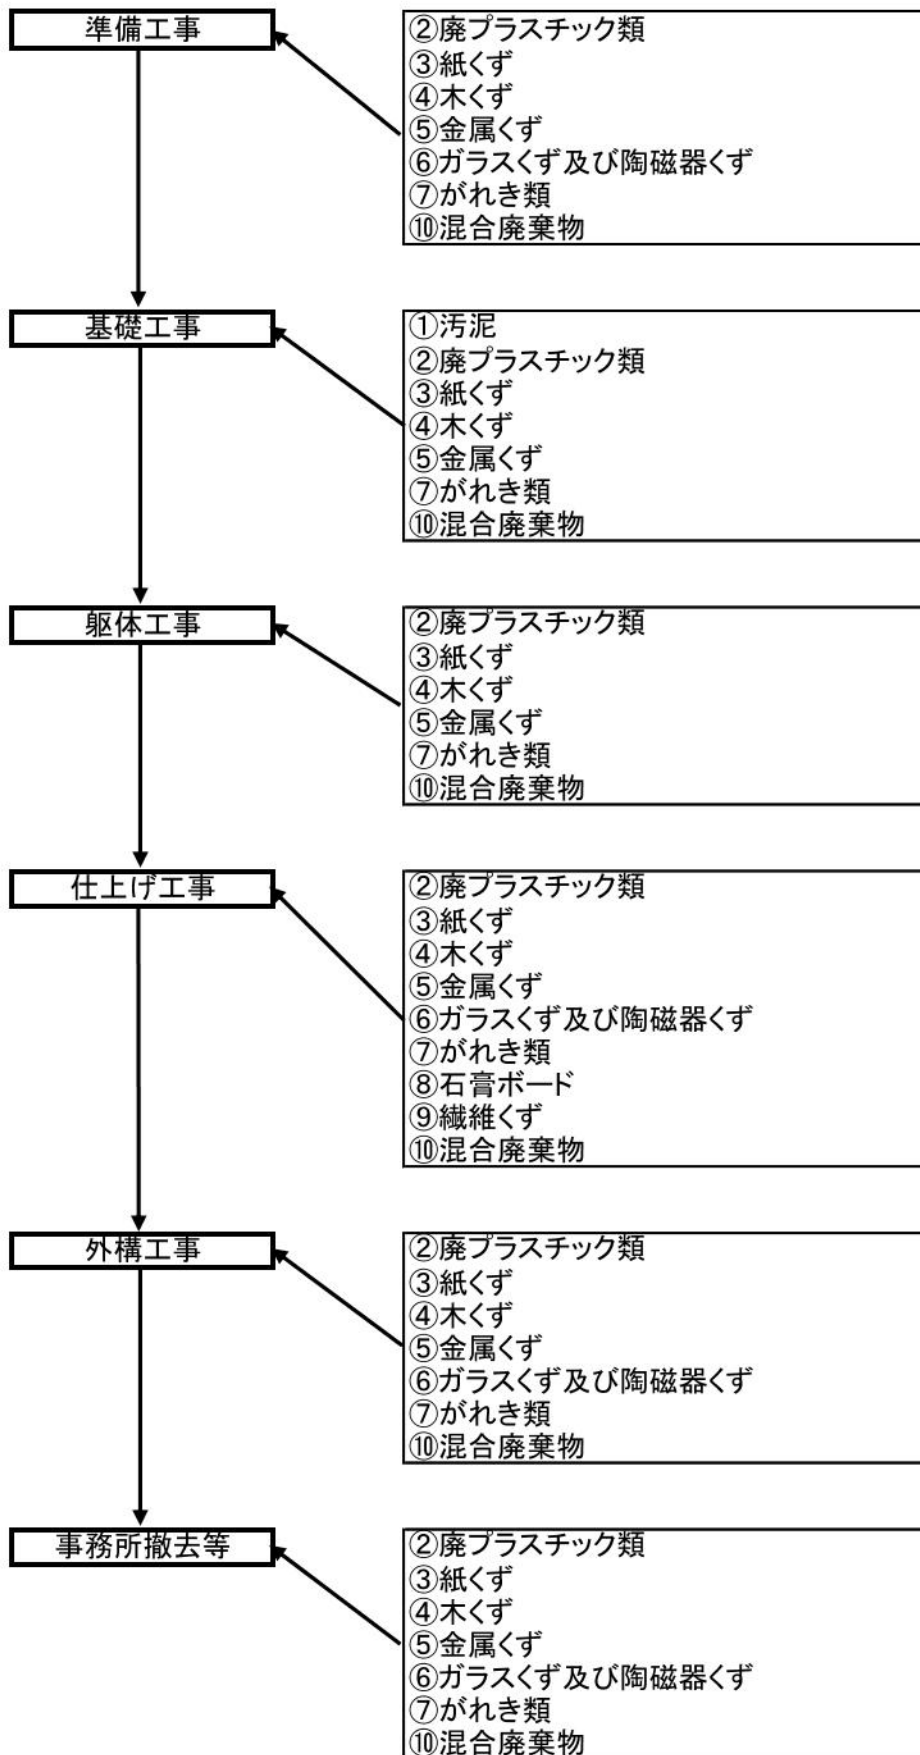 準備工事
②廃プラスチック類
③紙くず
④木くず
⑤金属くず
⑥ガラスくず及び陶磁器くず
⑦がれき類
⑩混合廃棄物
基礎工事
①汚泥
②廃プラスチック類
③紙くず
④木くず
⑤金属くず
⑦がれき類
⑩混合廃棄物
躯体工事
②廃プラスチック類
③紙くず
④木くず
⑤金属くず
⑦がれき類
⑩混合廃棄物
仕上げ工事
②廃プラスチック類
③紙くず
④木くず
⑤金属くず
⑥ガラスくず及び陶磁器くず
⑦がれき類
⑧石膏ボード
⑨繊維くず
⑩混合廃棄物
外構工事
②廃プラスチック類
③紙くず
④木くず
⑤金属くず
⑥ガラスくず及び陶磁器くず
⑦がれき類
⑩混合廃棄物
事務所撤去等
②廃プラスチック類
③紙くず
④木くず
⑤金属くず
⑥ガラスくず及び陶磁器くず
⑦がれき類
⑩混合廃棄物